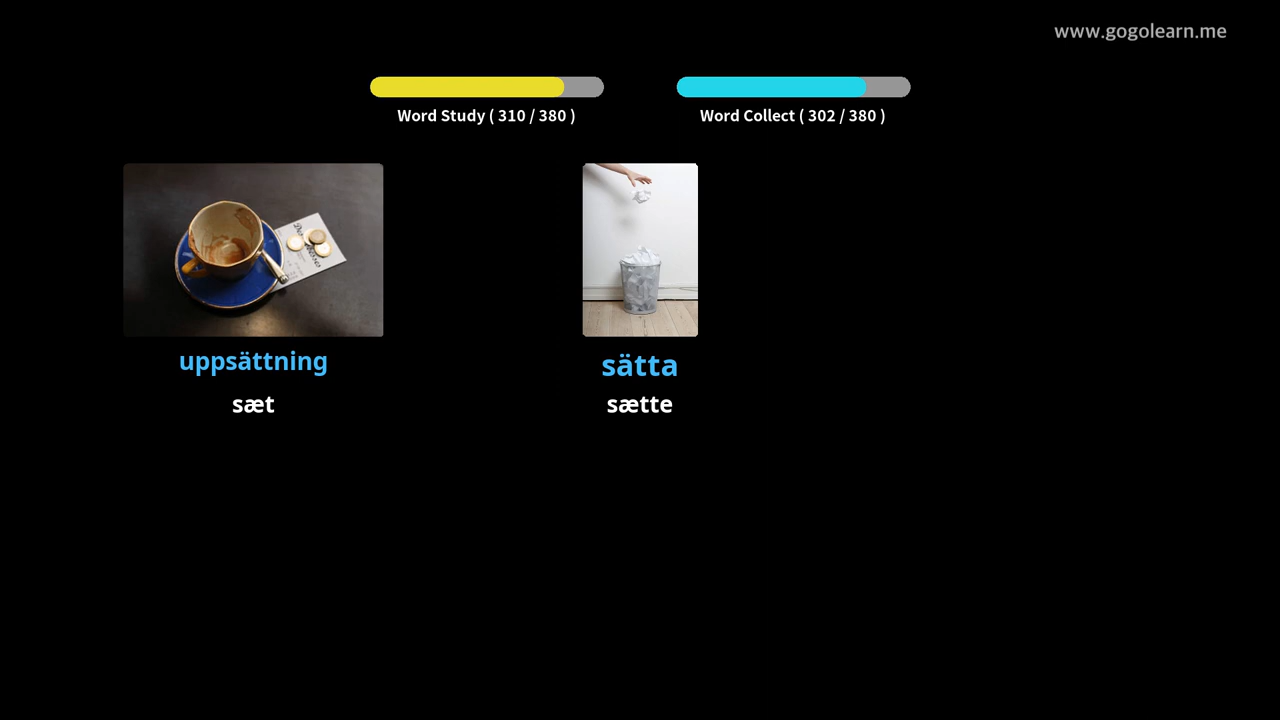 www.gogolearn.me
Word Study ( 310 / 380 )
Word Collect ( 302 / 380 )
uppsättning
sæt
sätta
sætte